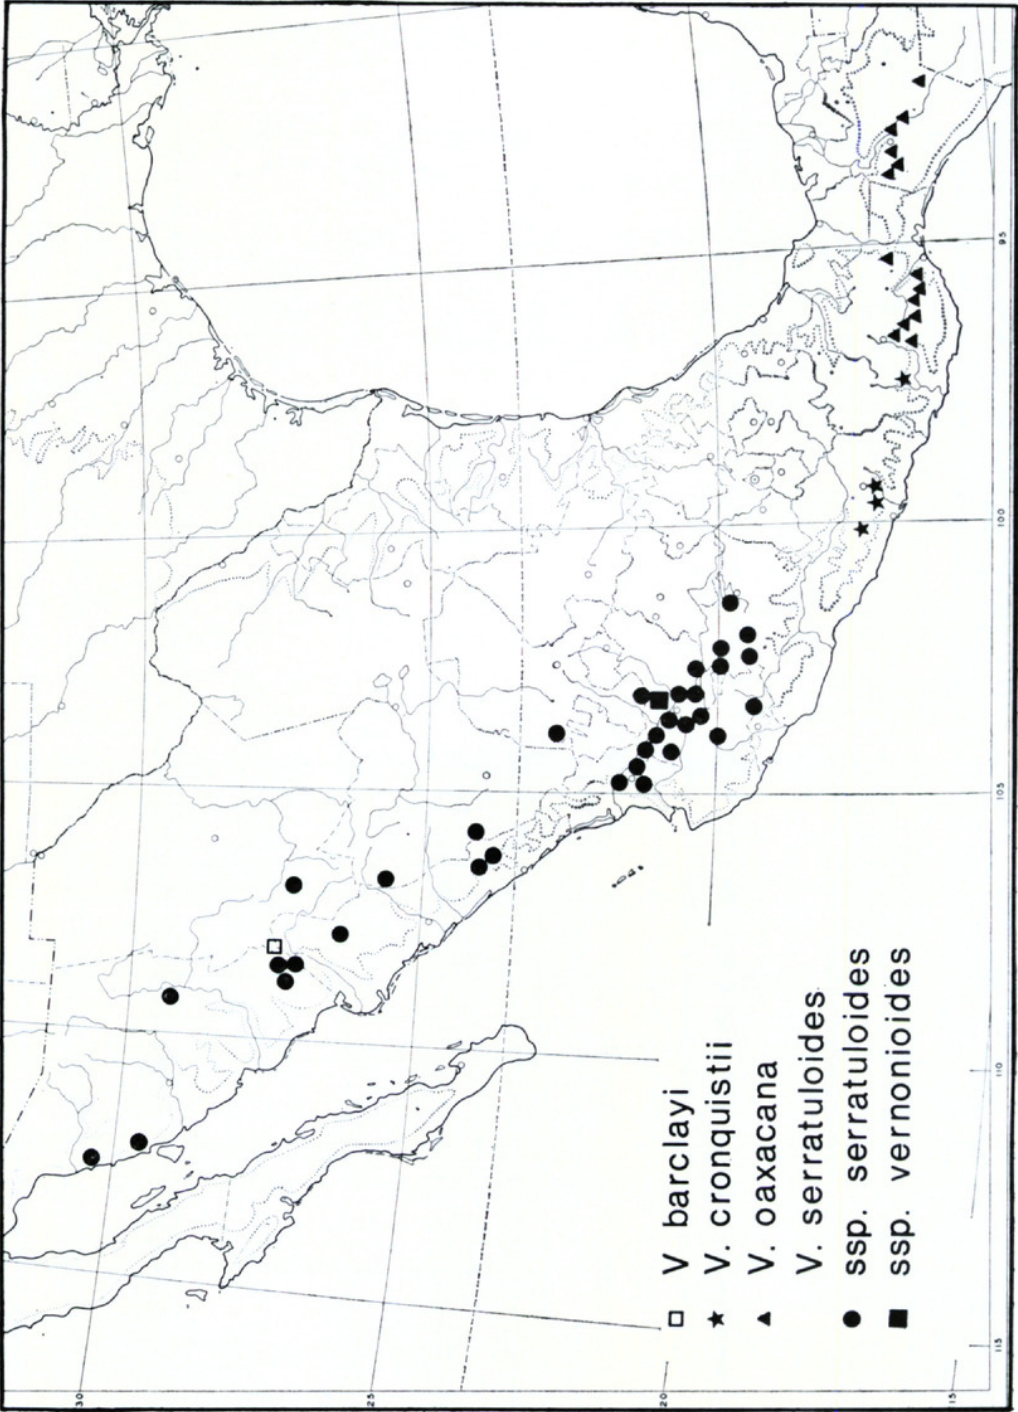 V barclayi
V. cronquistii
V. oaxacana
V. serratuloides
ssp. serratuloides
ssp. vernonioides
95
100
105
110
115
30
25
20
15